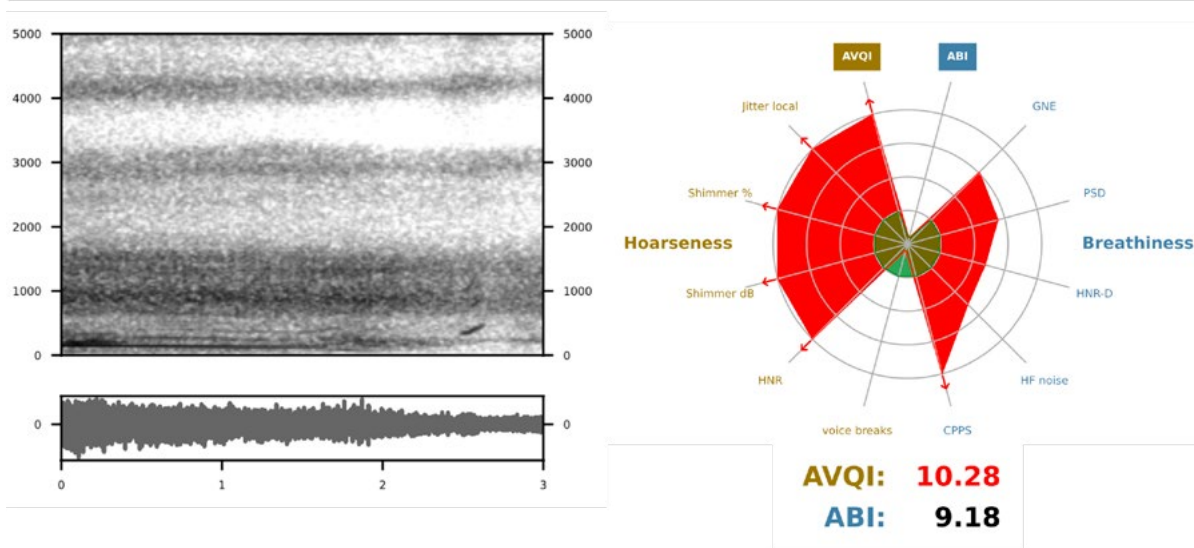 5000
4000
3000
2000
1000
0
5000
4000
3000
2000
1000
0
0
0
0
1
2
3
AVQI
ABI
Jitter local
GNE
Shimmer %
PSD
Hoarseness
Breathiness
Shimmer dB
HNR-D
HNR
HF noise
voice breaks
CPPS
AVQI: 10.28
ABI: 9.18